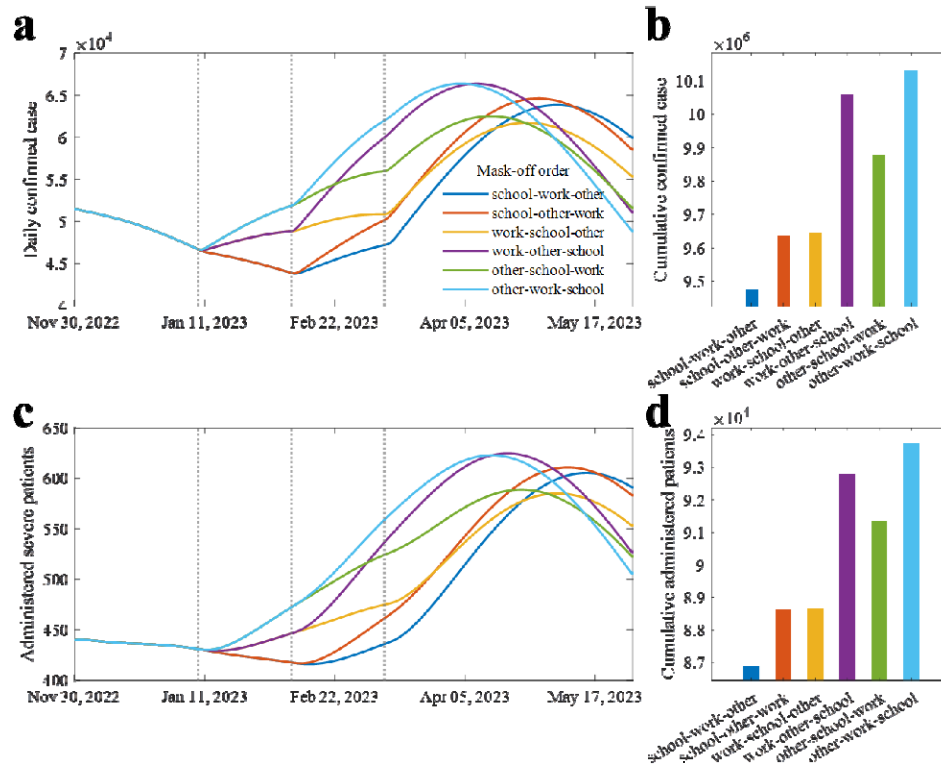 a
×10⁴
7
6.5
6
5.5
5
4.5
4
Daily confirmed case
Mask-off order
school-work-other
school-other-work
work-school-other
work-other-school
other-school-work
other-work-school
Nov 30, 2022
Jan 11, 2023
Feb 22, 2023
Apr 05, 2023
May 17, 2023
b
×10⁶
10.1
10
9.9
9.8
9.7
9.6
9.5
Cumulative confirmed case
school-work-other
school-other-work
work-school-other
work-other-school
other-school-work
other-work-school
c
650
600
550
500
450
400
Administered severe patients
Nov 30, 2022
Jan 11, 2023
Feb 22, 2023
Apr 05, 2023
May 17, 2023
d
×10⁴
9.4
9.3
9.2
9.1
9
8.9
8.8
8.7
Cumulative administered patients
school-work-other
school-other-work
work-school-other
work-other-school
other-school-work
other-work-school